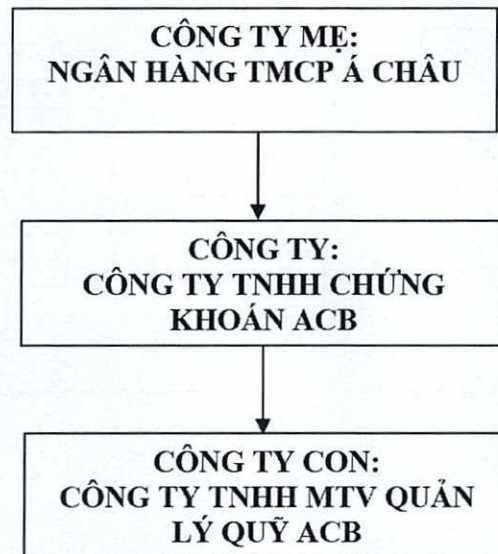 CÔNG TY MẸ:
NGÂN HÀNG TMCP Á CHÂU
CÔNG TY:
CÔNG TY TNHH CHỨNG
KHOÁN ACB
CÔNG TY CON:
CÔNG TY TNHH MTV QUẢN
LÝ QUỸ ACB